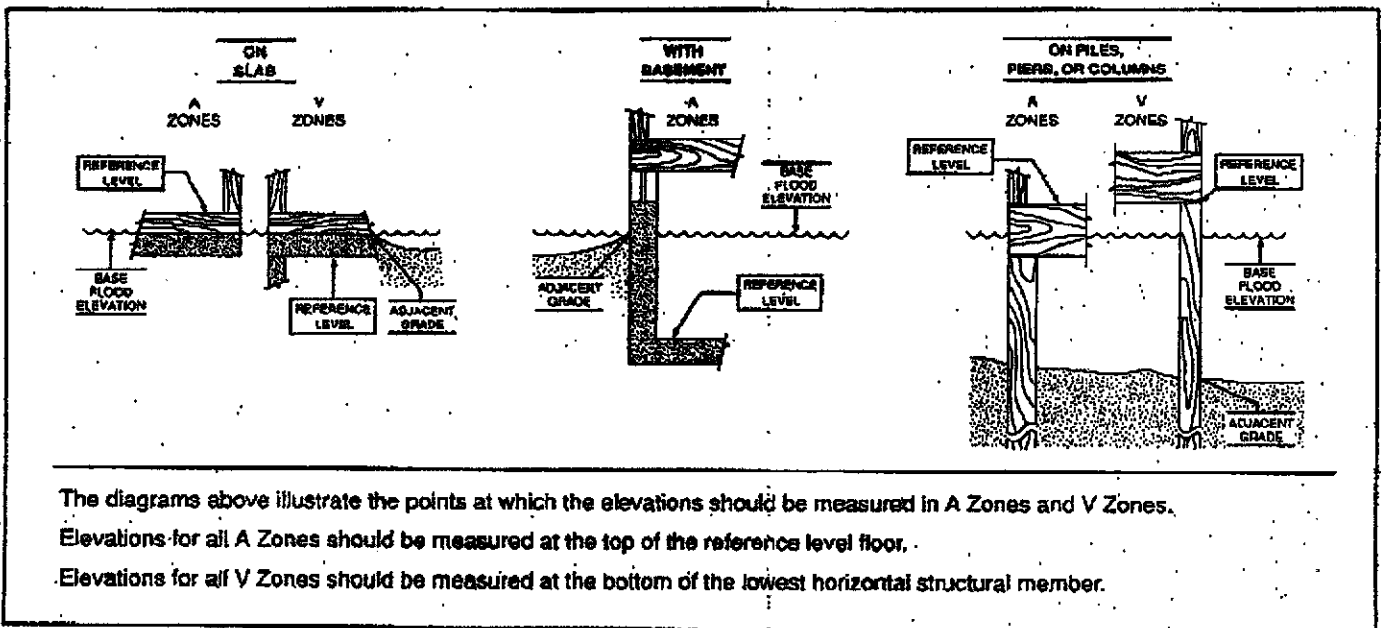 ON
SLAB
A
ZONES
V
ZONES
REFERENCE
LEVEL
BASE
FLOOD
ELEVATION
REFERENCE
LEVEL
ADJACENT
GRADE
WITH
BASEMENT
A
ZONES
BASE
FLOOD
ELEVATION
ADJACENT
GRADE
REFERENCE
LEVEL
ON PILES,
PIERS, OR COLUMNS
A
ZONES
V
ZONES
REFERENCE
LEVEL
REFERENCE
LEVEL
BASE
FLOOD
ELEVATION
ADJACENT
GRADE
The diagrams above illustrate the points at which the elevations should be measured in A Zones and V Zones.
Elevations for all A Zones should be measured at the top of the reference level floor.
Elevations for all V Zones should be measured at the bottom of the lowest horizontal structural member.